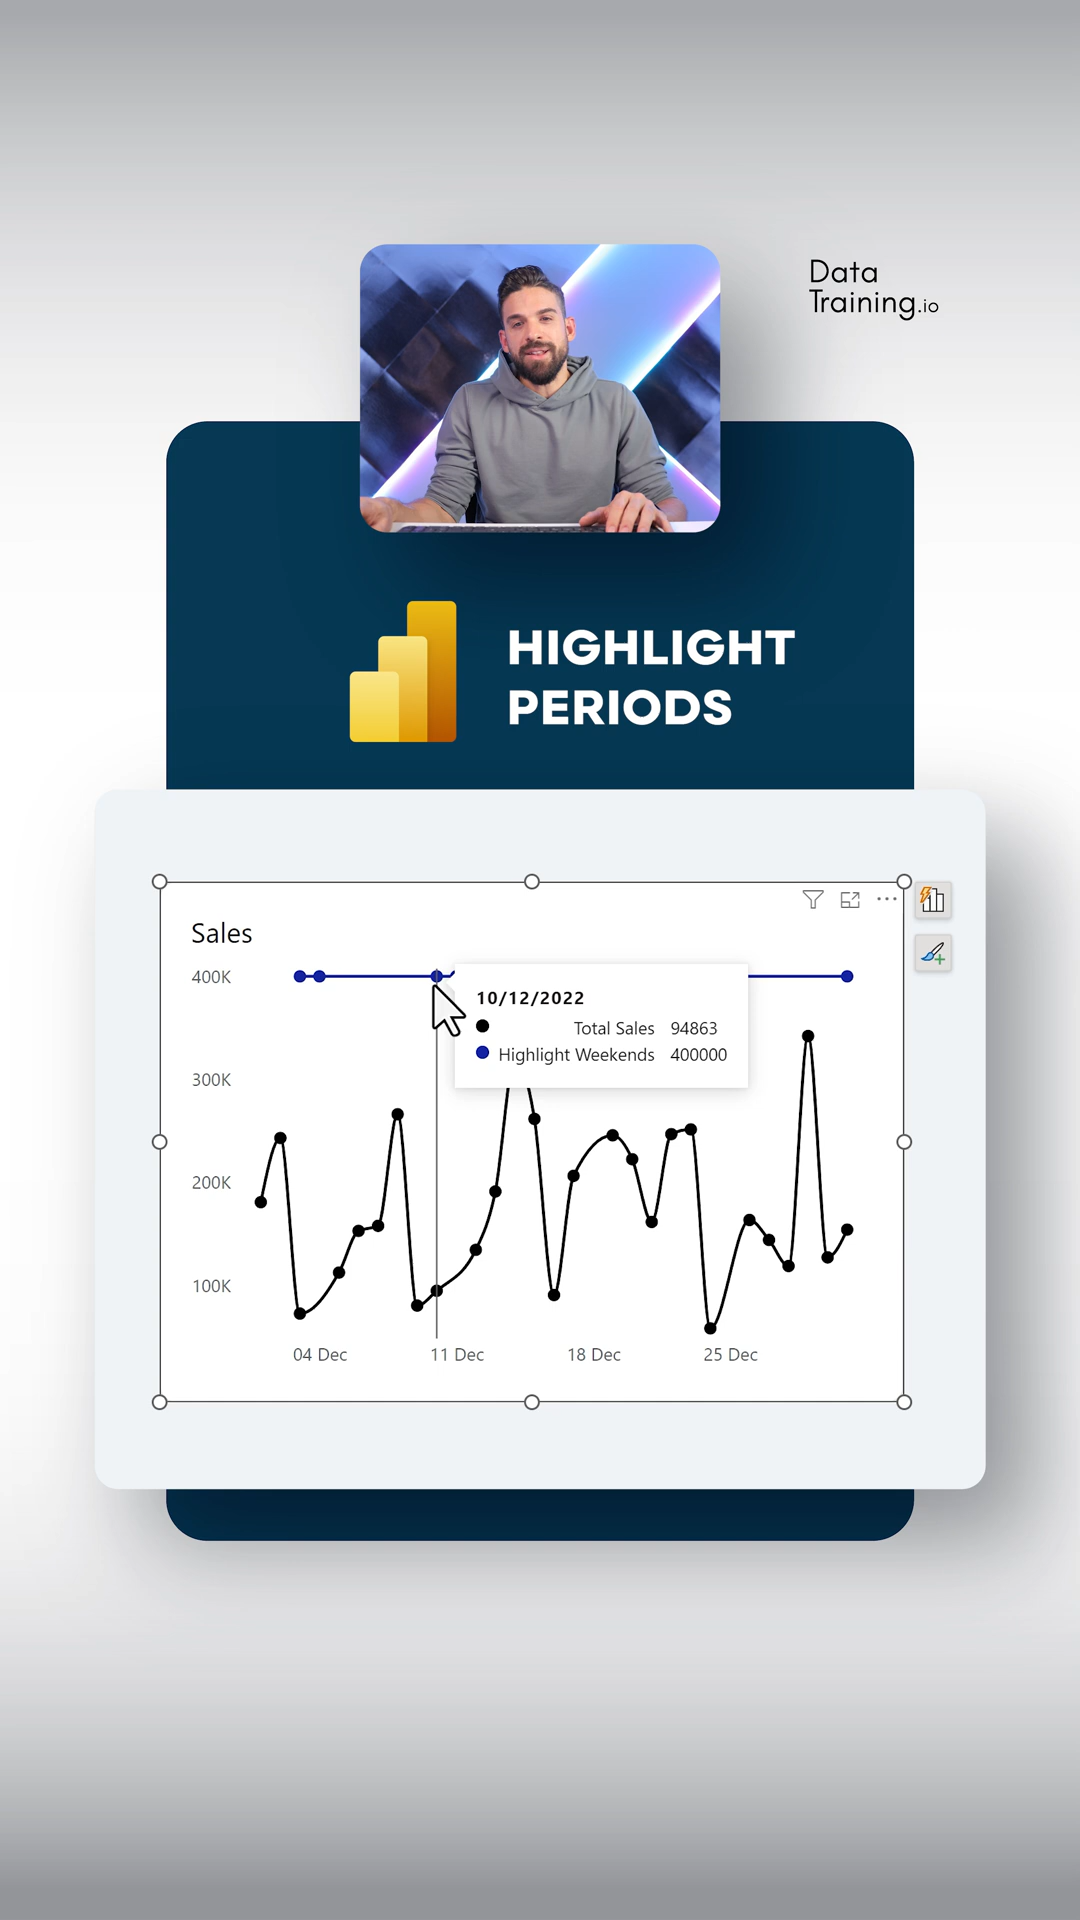 Data
Training.io
HIGHLIGHT
PERIODS
Sales
400K
10/12/2022
Total Sales 94863
Highlight Weekends 400000
300K
200K
100K
04 Dec 11 Dec 18 Dec 25 Dec